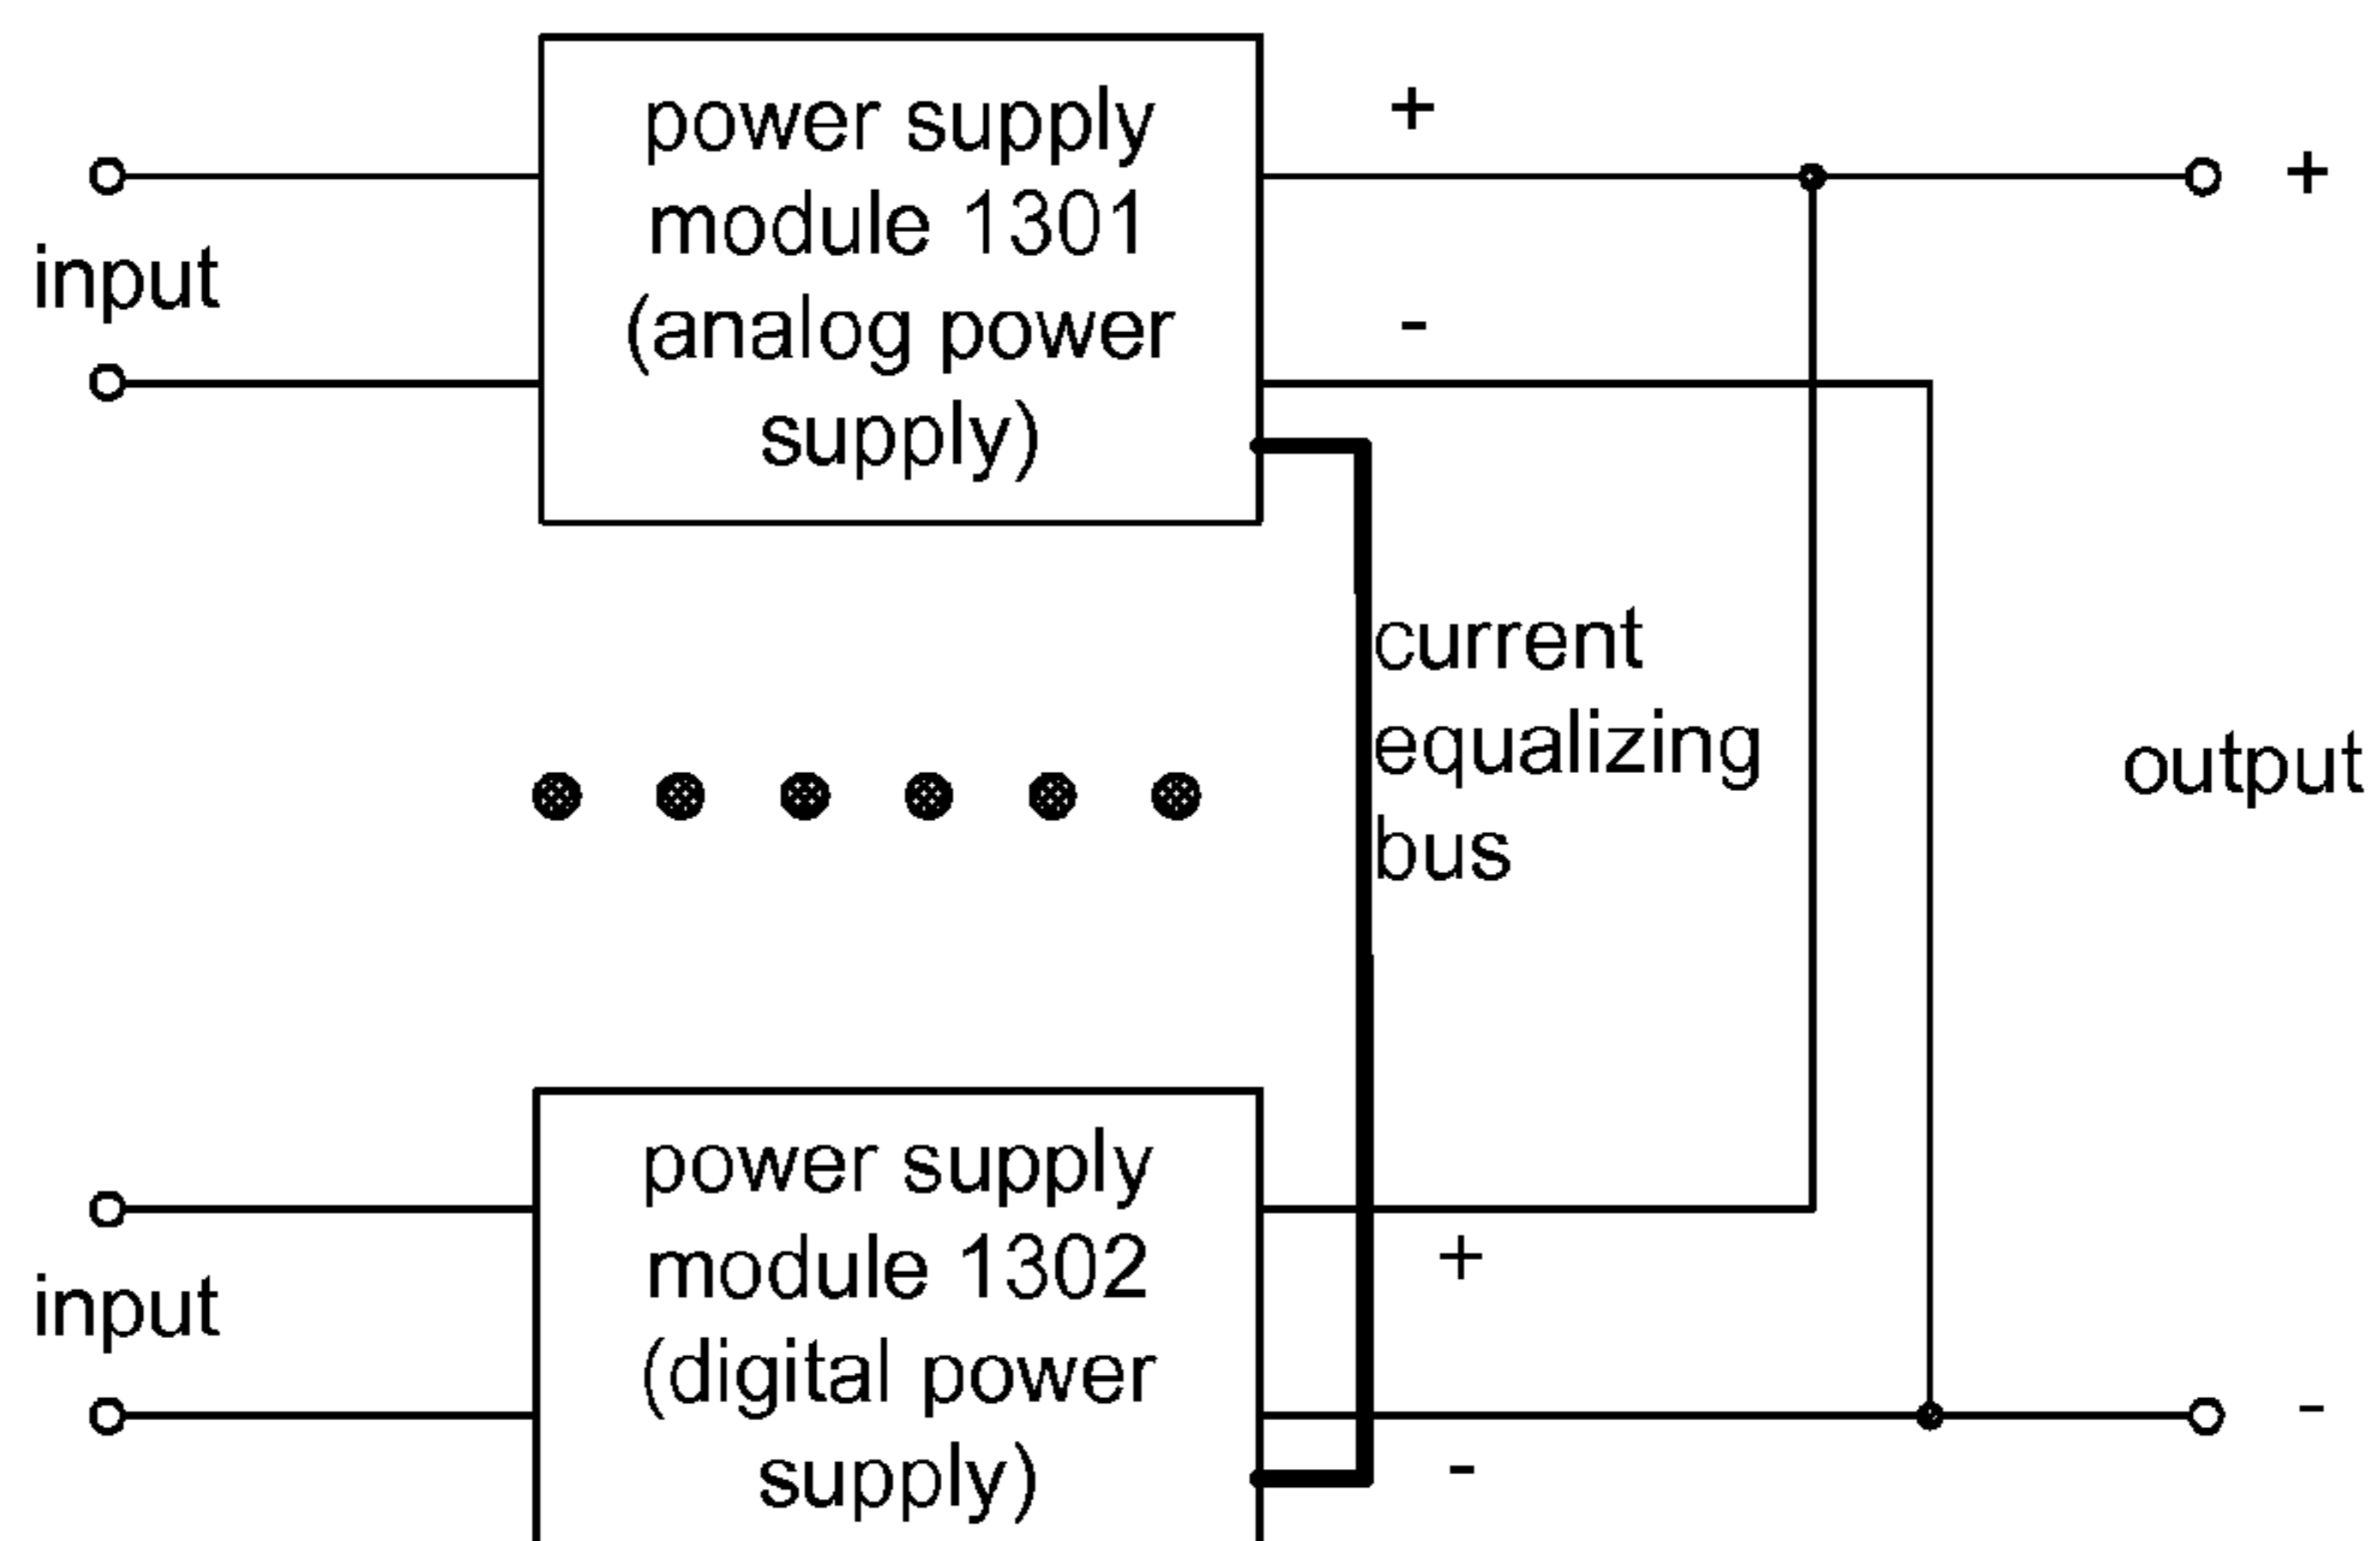 power supply
module 1301
(analog power
supply)
input
+
-
+
current
equalizing
bus
output
power supply
module 1302
(digital power
supply)
input
+
-
-